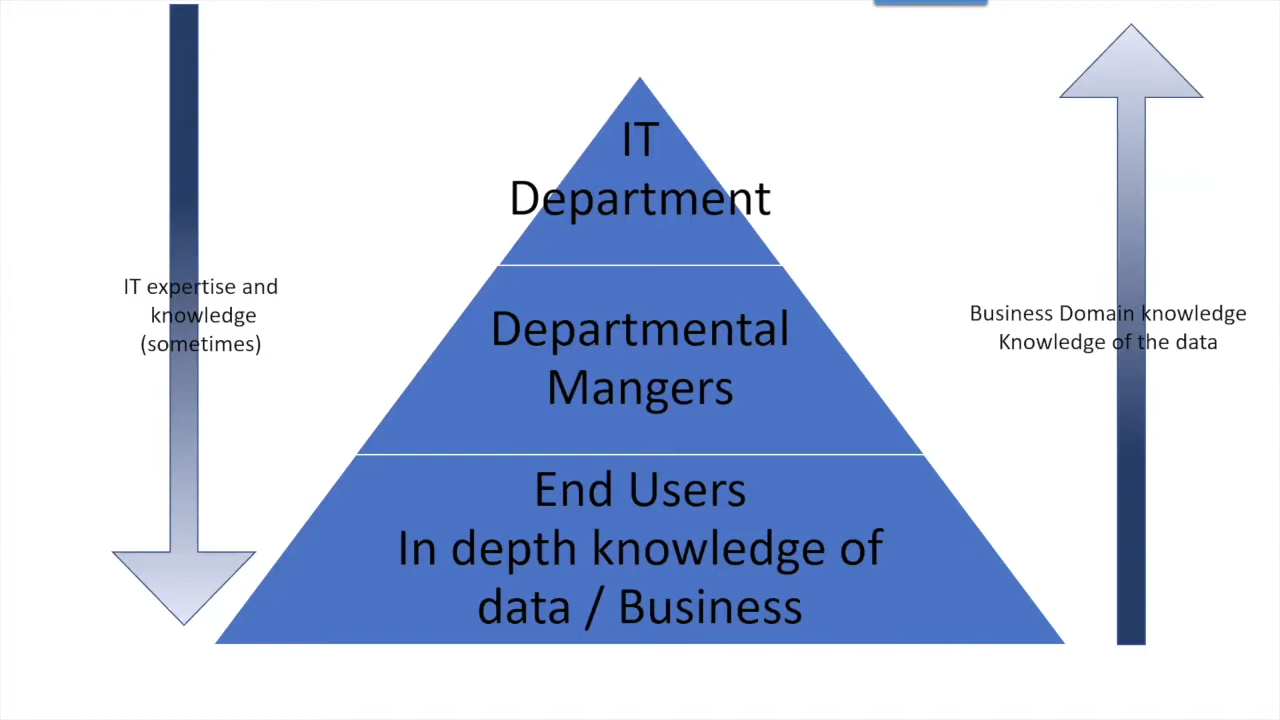 IT
Department
IT expertise and
knowledge
(sometimes)
Departmental
Mangers
Business Domain knowledge
Knowledge of the data
End Users
In depth knowledge of
data / Business